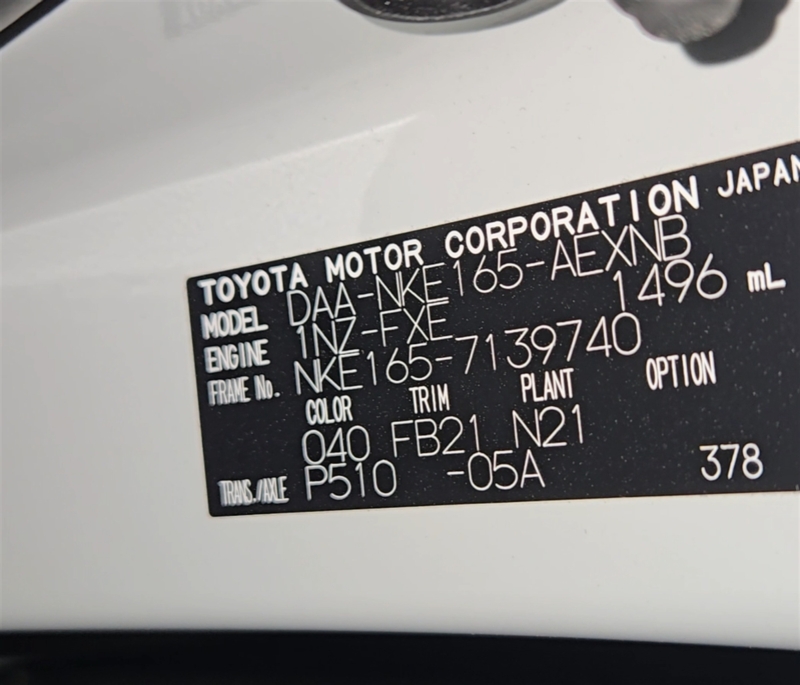 TOYOTA MOTOR CORPORATION JAPAN
MODEL DAA-NKE165-AEXNB
ENGINE 1NZ-FXE 1496 mL
FRAME No. NKE165-7139740
COLOR TRIM PLANT OPTION
040 FB21 N21
TRANS./AXLE P510 -05A 378